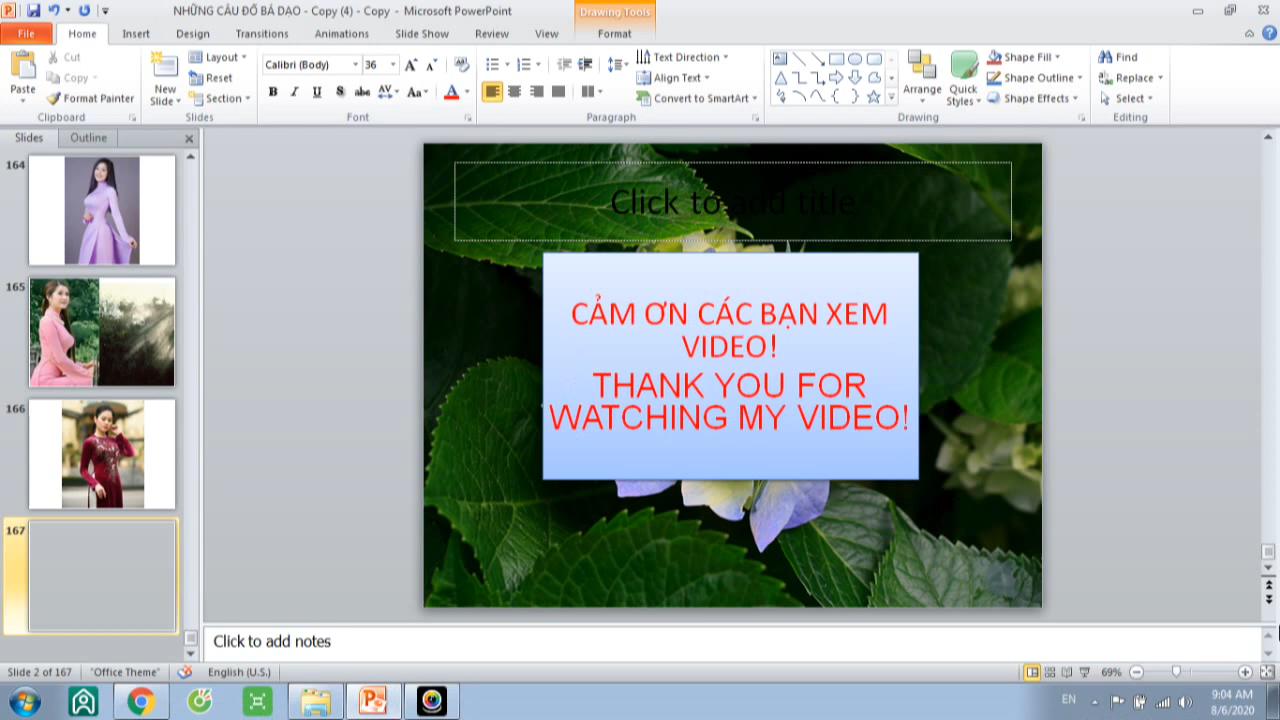 NHỮNG CÂU ĐỐ BÁ DẠO - Copy (4) - Copy - Microsoft PowerPoint
Drawing Tools
File Home Insert Design Transitions Animations Slide Show Review View Format
Cut
Copy
Format Painter
Paste
Clipboard
New Slide
Layout
Reset
Section
Slides
Calibri (Body) 36
B I U S abc AV Aa A
Font
Text Direction
Align Text
Convert to SmartArt
Paragraph
Arrange
Quick Styles
Shape Fill
Shape Outline
Shape Effects
Drawing
Find
Replace
Select
Editing
Slides Outline
164
165
166
167
Click to add title
CẢM ƠN CÁC BẠN XEM
VIDEO!
THANK YOU FOR
WATCHING MY VIDEO!
Click to add notes
Slide 2 of 167 "Office Theme" English (U.S.) 69%
EN 9:04 AM
8/6/2020